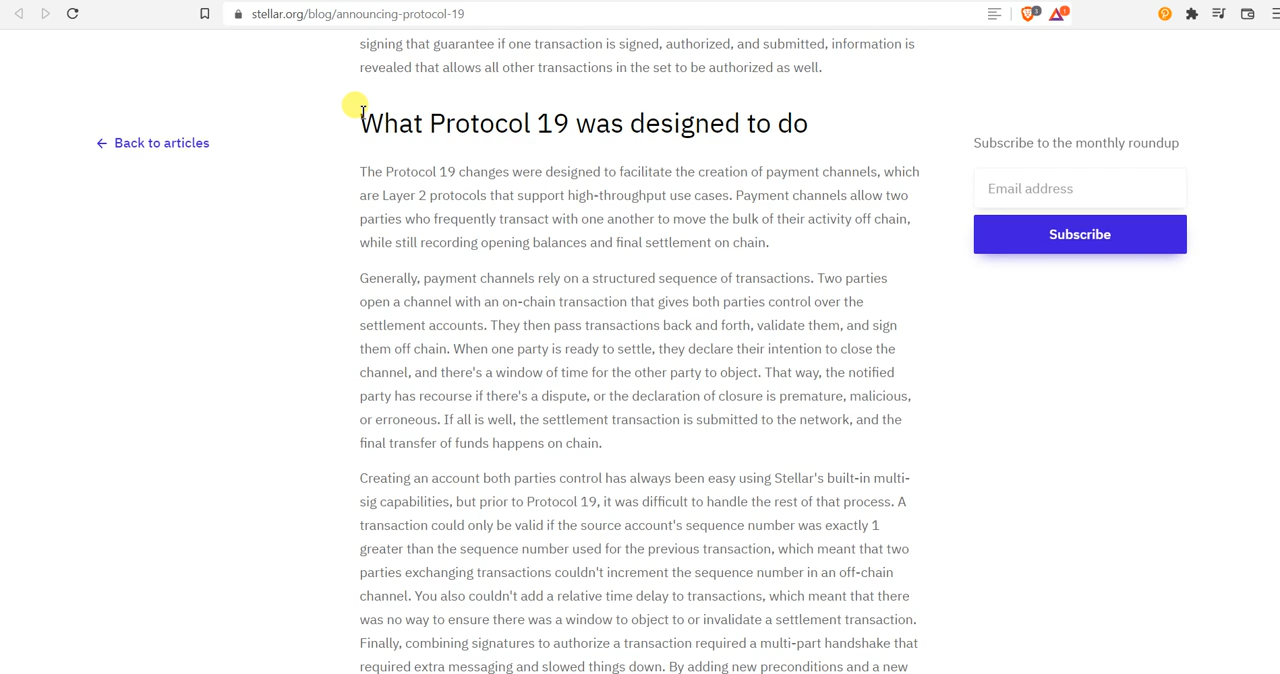 stellar.org/blog/announcing-protocol-19
3
1
signing that guarantee if one transaction is signed, authorized, and submitted, information is
revealed that allows all other transactions in the set to be authorized as well.
What Protocol 19 was designed to do
← Back to articles
Subscribe to the monthly roundup
Email address
Subscribe
The Protocol 19 changes were designed to facilitate the creation of payment channels, which
are Layer 2 protocols that support high-throughput use cases. Payment channels allow two
parties who frequently transact with one another to move the bulk of their activity off chain,
while still recording opening balances and final settlement on chain.
Generally, payment channels rely on a structured sequence of transactions. Two parties
open a channel with an on-chain transaction that gives both parties control over the
settlement accounts. They then pass transactions back and forth, validate them, and sign
them off chain. When one party is ready to settle, they declare their intention to close the
channel, and there's a window of time for the other party to object. That way, the notified
party has recourse if there's a dispute, or the declaration of closure is premature, malicious,
or erroneous. If all is well, the settlement transaction is submitted to the network, and the
final transfer of funds happens on chain.
Creating an account both parties control has always been easy using Stellar's built-in multi-
sig capabilities, but prior to Protocol 19, it was difficult to handle the rest of that process. A
transaction could only be valid if the source account's sequence number was exactly 1
greater than the sequence number used for the previous transaction, which meant that two
parties exchanging transactions couldn't increment the sequence number in an off-chain
channel. You also couldn't add a relative time delay to transactions, which meant that there
was no way to ensure there was a window to object to or invalidate a settlement transaction.
Finally, combining signatures to authorize a transaction required a multi-part handshake that
required extra messaging and slowed things down. By adding new preconditions and a new